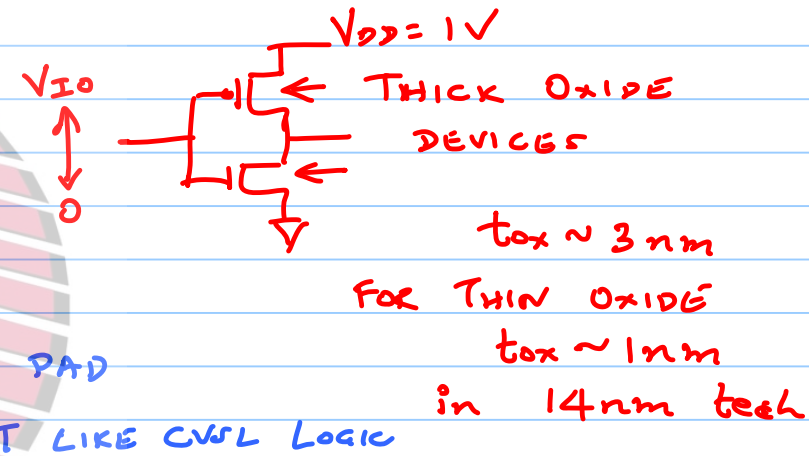 VDD = 1V
VIO
THICK OXIDE
DEVICES
0
tox ~ 3nm
FOR THIN OXIDE
tox ~ 1nm
PAD
in 14nm tech
T LIKE CVSL LOGIC